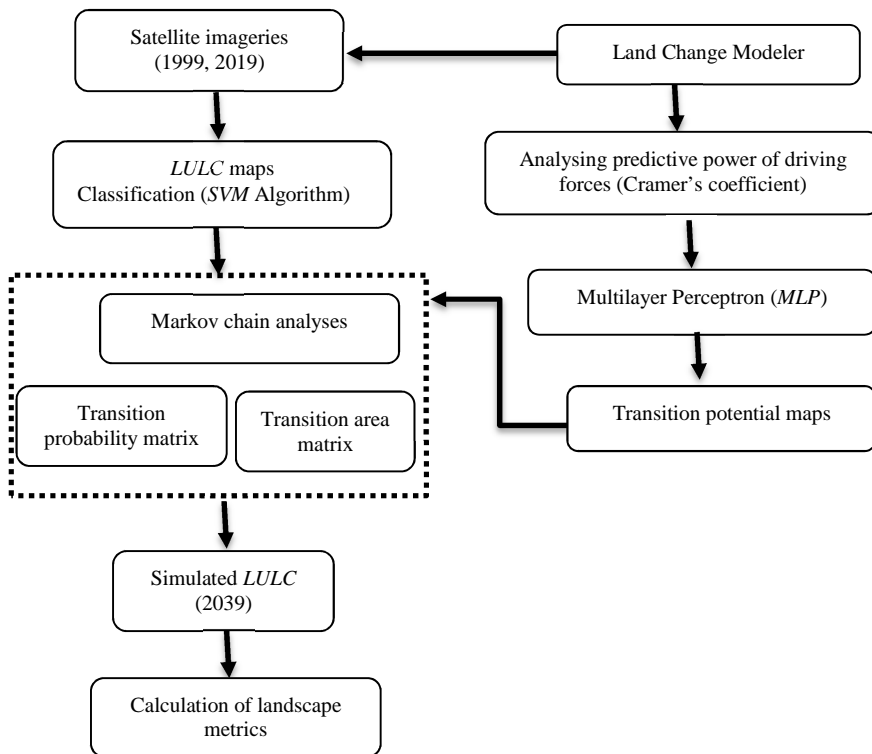 Satellite imageries
(1999, 2019)
Land Change Modeler
LULC maps
Classification (SVM Algorithm)
Analysing predictive power of driving
forces (Cramer’s coefficient)
Markov chain analyses
Multilayer Perceptron (MLP)
Transition
probability matrix
Transition area
matrix
Transition potential maps
Simulated LULC
(2039)
Calculation of landscape
metrics